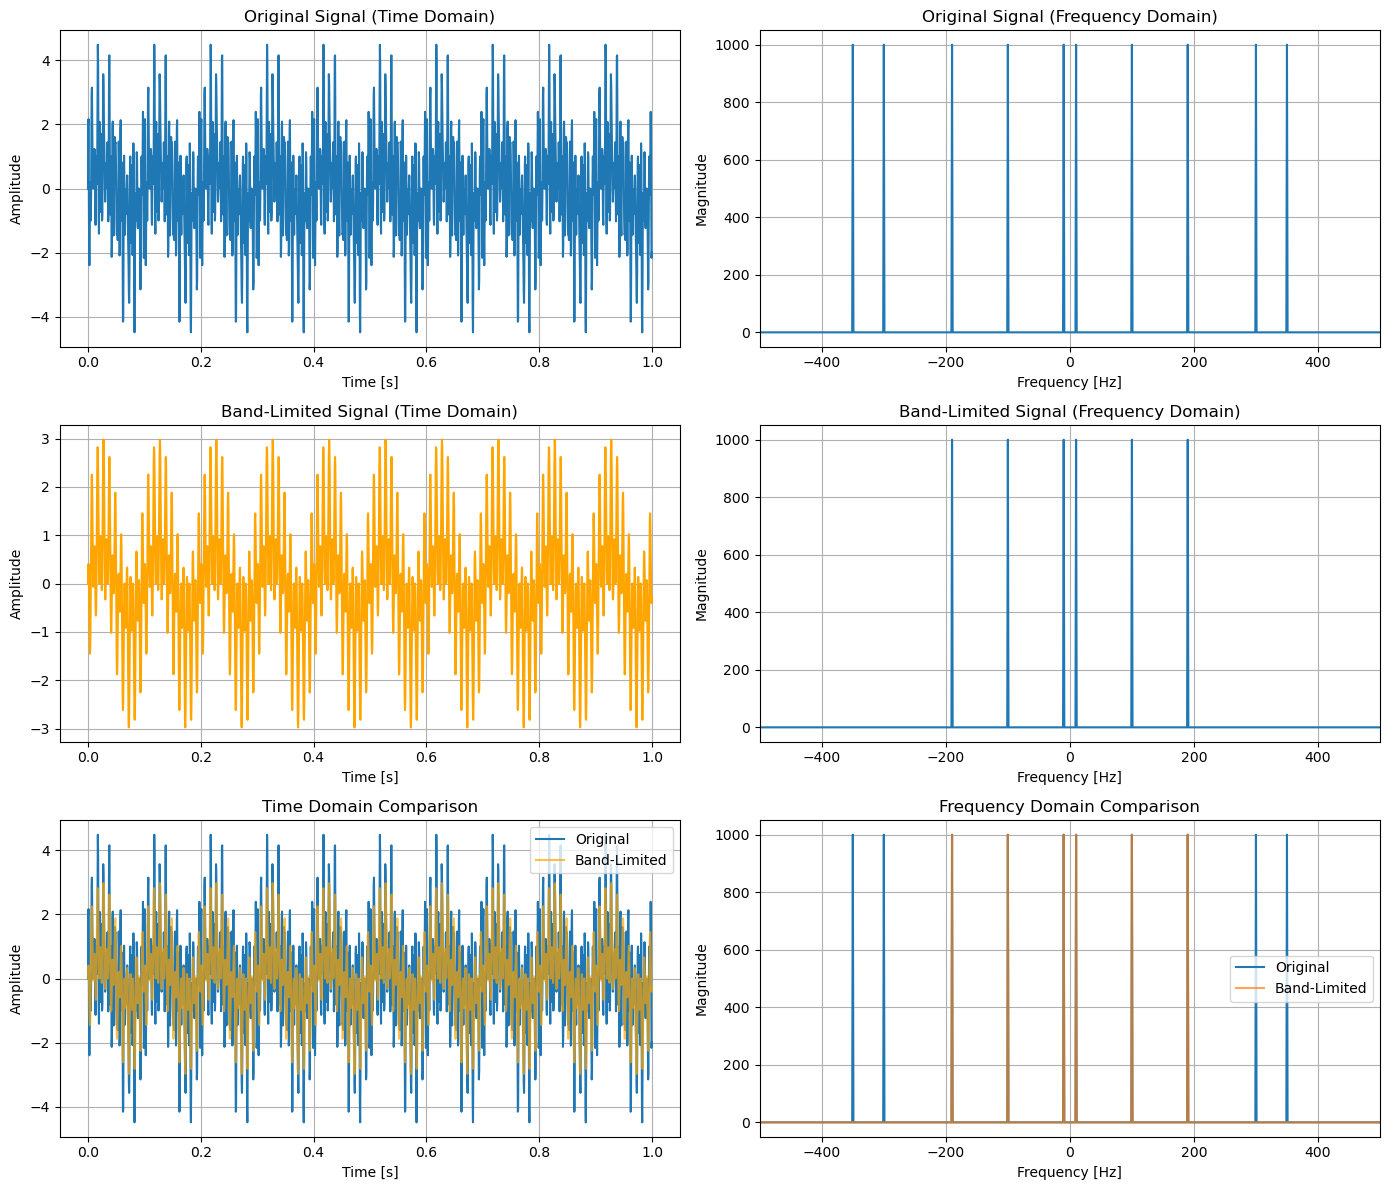 Original Signal (Time Domain)
Amplitude
4
2
0
−2
−4
0.0 0.2 0.4 0.6 0.8 1.0
Time [s]
Original Signal (Frequency Domain)
Magnitude
1000
800
600
400
200
0
−400 −200 0 200 400
Frequency [Hz]
Band-Limited Signal (Time Domain)
Amplitude
3
2
1
0
−1
−2
−3
0.0 0.2 0.4 0.6 0.8 1.0
Time [s]
Band-Limited Signal (Frequency Domain)
Magnitude
1000
800
600
400
200
0
−400 −200 0 200 400
Frequency [Hz]
Time Domain Comparison
Original
Band-Limited
Amplitude
4
2
0
−2
−4
0.0 0.2 0.4 0.6 0.8 1.0
Time [s]
Frequency Domain Comparison
Magnitude
1000
800
600
400
200
0
Original
Band-Limited
−400 −200 0 200 400
Frequency [Hz]